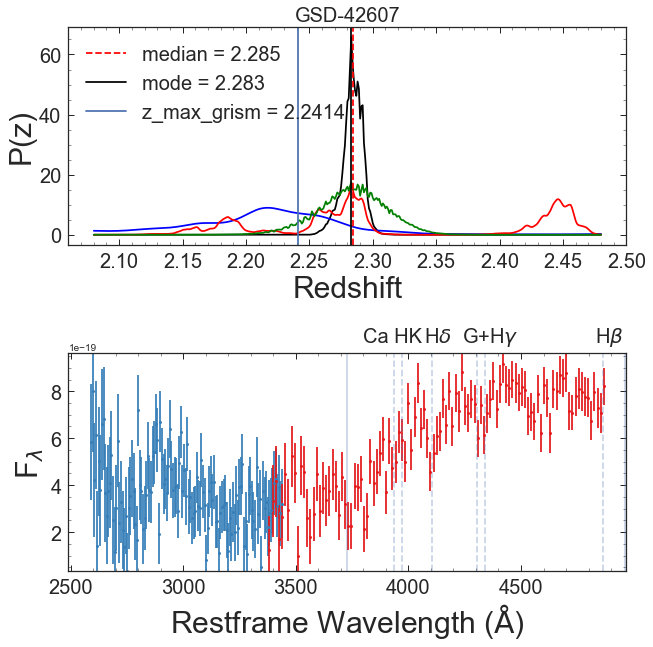 GSD-42607
median = 2.285
mode = 2.283
z_max_grism = 2.2414
P(z)
60
40
20
0
2.10 2.15 2.20 2.25 2.30 2.35 2.40 2.45 2.50
Redshift
Ca HK Hδ G+Hγ Hβ
1e-19
Fλ
8
6
4
2
2500 3000 3500 4000 4500
Restframe Wavelength (Å)